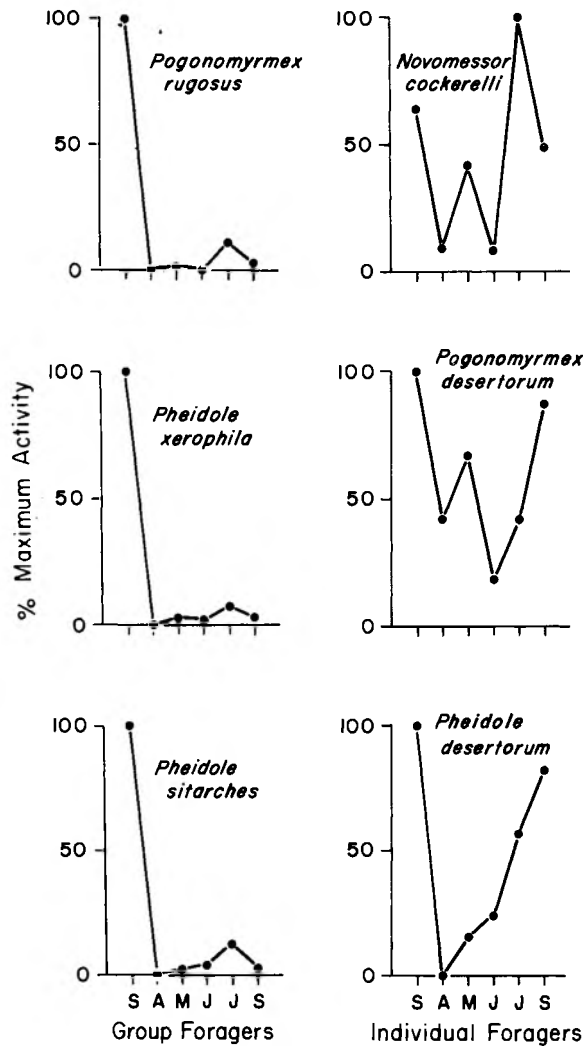 % Maximum Activity
100
50
0
Pogonomyrmex
rugosus
100
50
0
Novomessor
cockerelli
100
50
0
Pheidole
xerophila
100
50
0
Pogonomyrmex
desertorum
100
50
0
Pheidole
sitarches
S A M J J S
Group Foragers
100
50
0
Pheidole
desertorum
S A M J J S
Individual Foragers